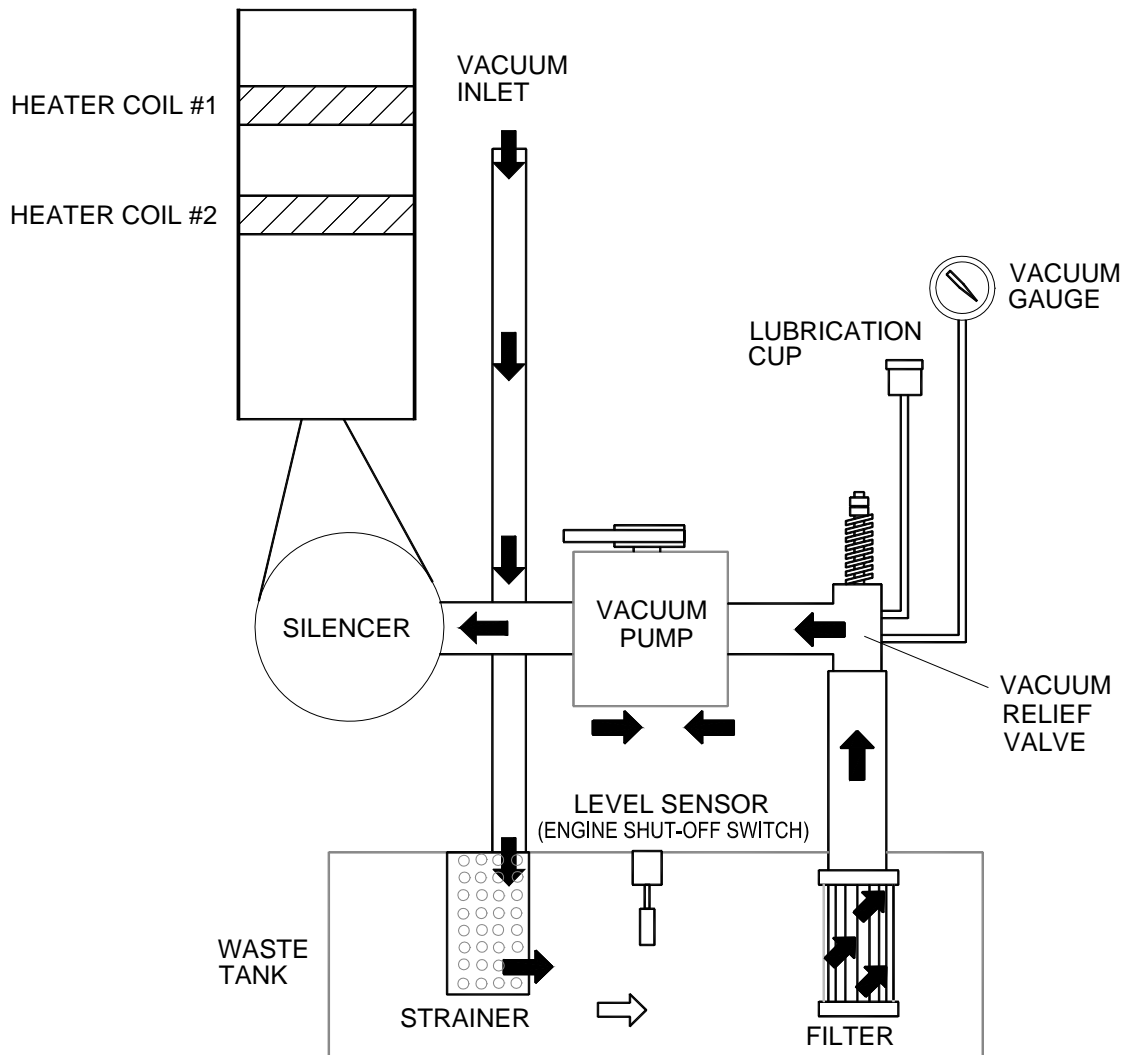 VACUUM
INLET
HEATER COIL #1
HEATER COIL #2
VACUUM
GAUGE
LUBRICATION
CUP
SILENCER
VACUUM
PUMP
VACUUM
RELIEF
VALVE
LEVEL SENSOR
(ENGINE SHUT-OFF SWITCH)
WASTE
TANK
STRAINER
FILTER